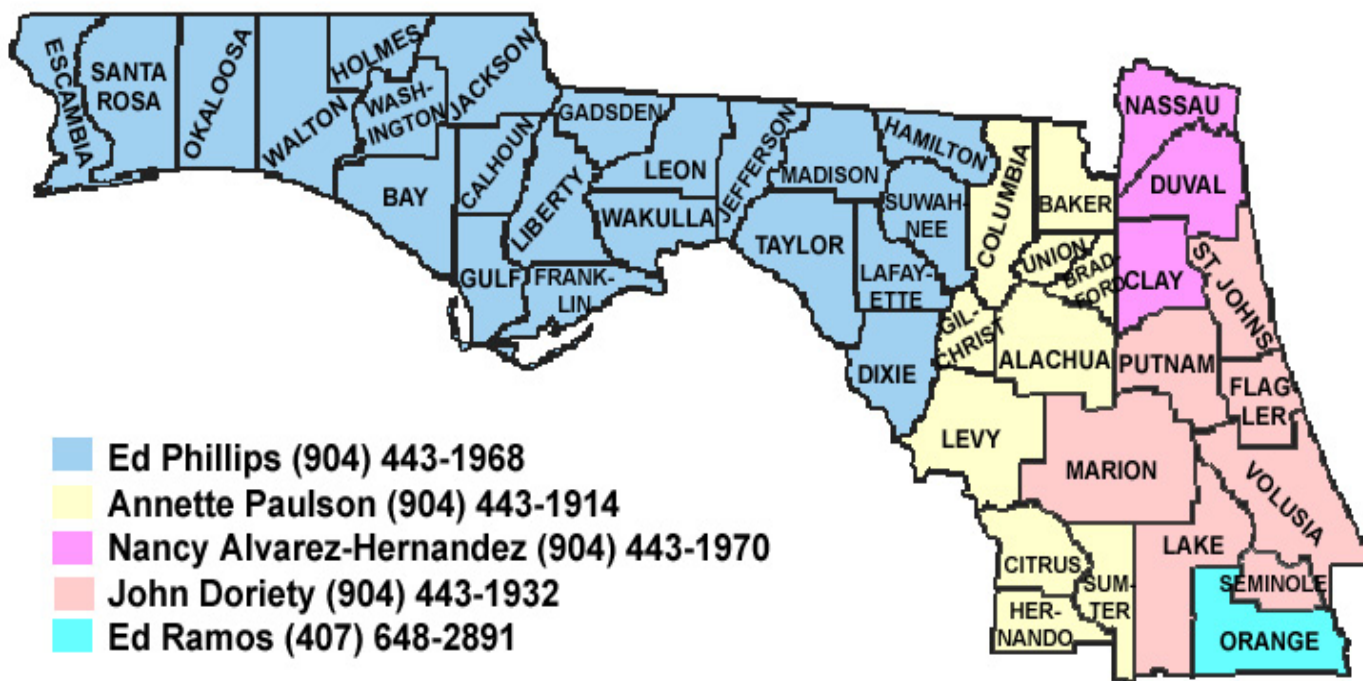 ESCAMBIA
SANTA
ROSA
OKALOOSA
WALTON
HOLMES
WASH-
INGTON
JACKSON
BAY
CALHOUN
GULF
LIBERTY
GADSDEN
FRANK-
LIN
LEON
WAKULLA
JEFFERSON
MADISON
TAYLOR
HAMILTON
SUWAH-
NEE
LAFAY-
ETTE
DIXIE
COLUMBIA
BAKER
UNION
BRAD-
FORD
GIL-
CHRIST
ALACHUA
LEVY
NASSAU
DUVAL
CLAY
ST. JOHNS
PUTNAM
FLAG-
LER
MARION
VOLUSIA
LAKE
CITRUS
SUM-
TER
HER-
NANDO
SEMINOLE
ORANGE
Ed Phillips (904) 443-1968
Annette Paulson (904) 443-1914
Nancy Alvarez-Hernandez (904) 443-1970
John Doriety (904) 443-1932
Ed Ramos (407) 648-2891